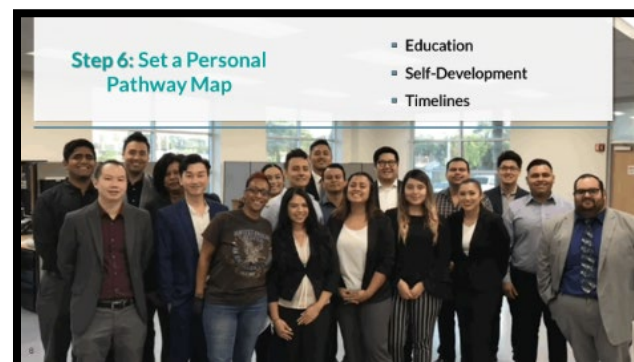 Step 6: Set a Personal
Pathway Map
Education
Self-Development
Timelines